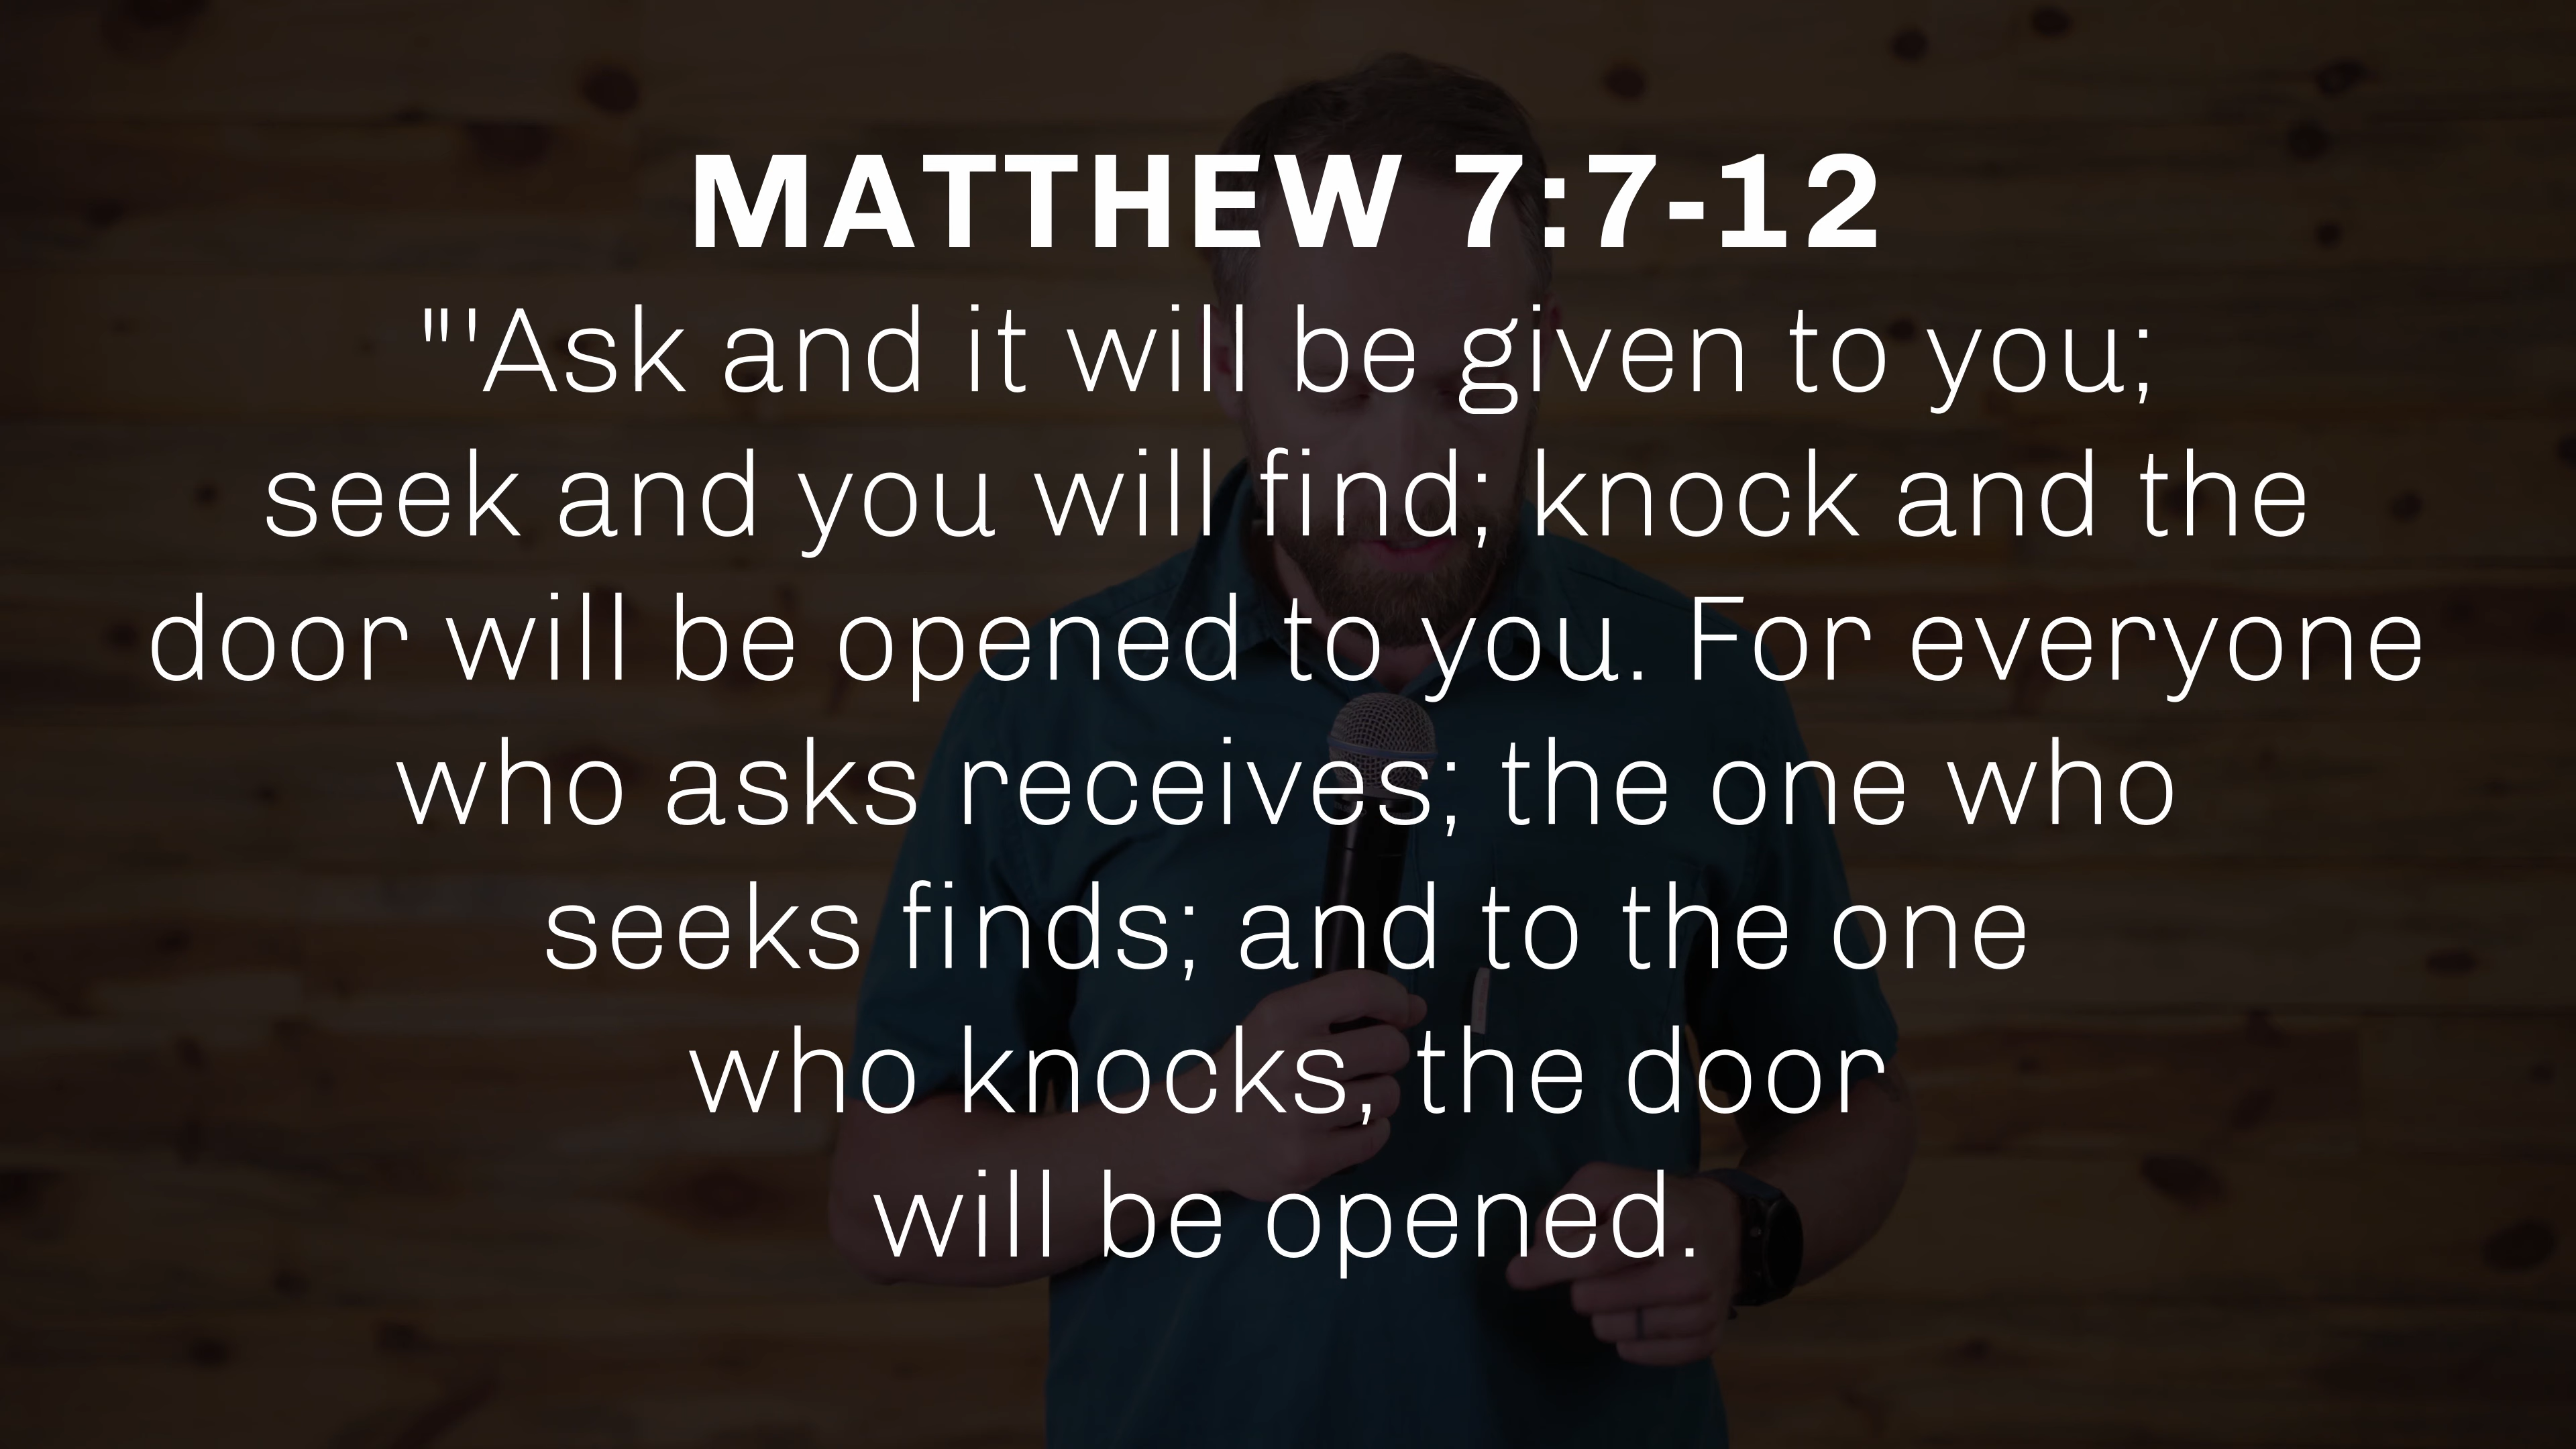 MATTHEW 7:7-12
"'Ask and it will be given to you;
seek and you will find; knock and the
door will be opened to you. For everyone
who asks receives; the one who
seeks finds; and to the one
who knocks, the door
will be opened.